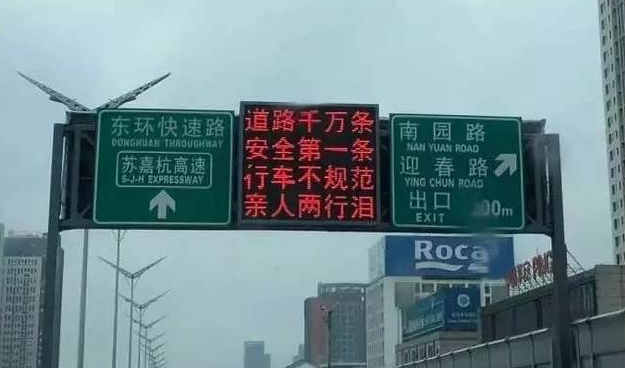 东环快速路
DONGHUAN THROUGHWAY
苏嘉杭高速
S-J-H EXPRESSWAY
道路千万条
安全第一条
行车不规范
亲人两行泪
南园路
NAN YUAN ROAD
迎春路
YING CHUN ROAD
出口
EXIT
00m
Roca